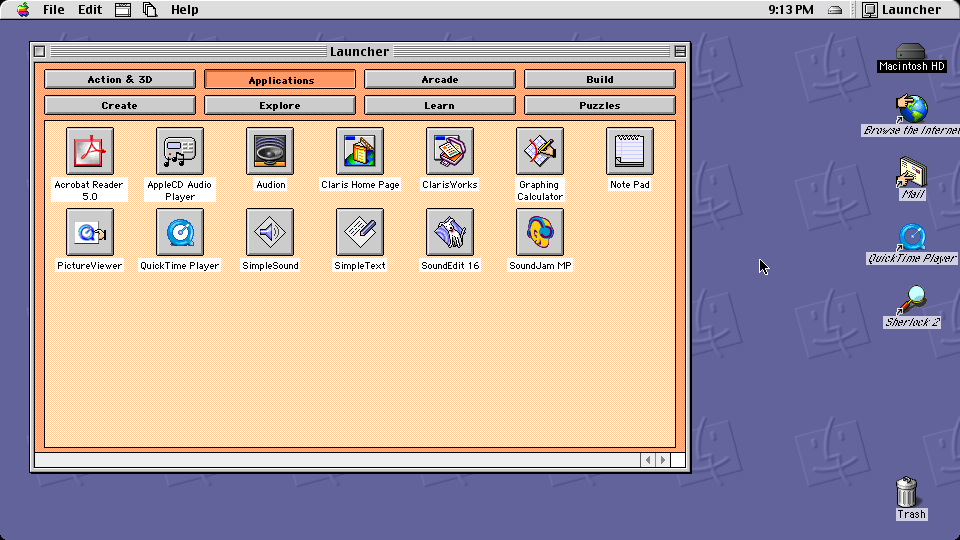 File Edit Help 9:13 PM Launcher
Launcher
Action & 3D Applications Arcade Build
Create Explore Learn Puzzles
Acrobat Reader 5.0
AppleCD Audio Player
Audion
Claris Home Page
ClarisWorks
Graphing Calculator
Note Pad
PictureViewer
QuickTime Player
SimpleSound
SimpleText
SoundEdit 16
SoundJam MP
Macintosh HD
Browse the Internet
Mail
QuickTime Player
Sherlock 2
Trash